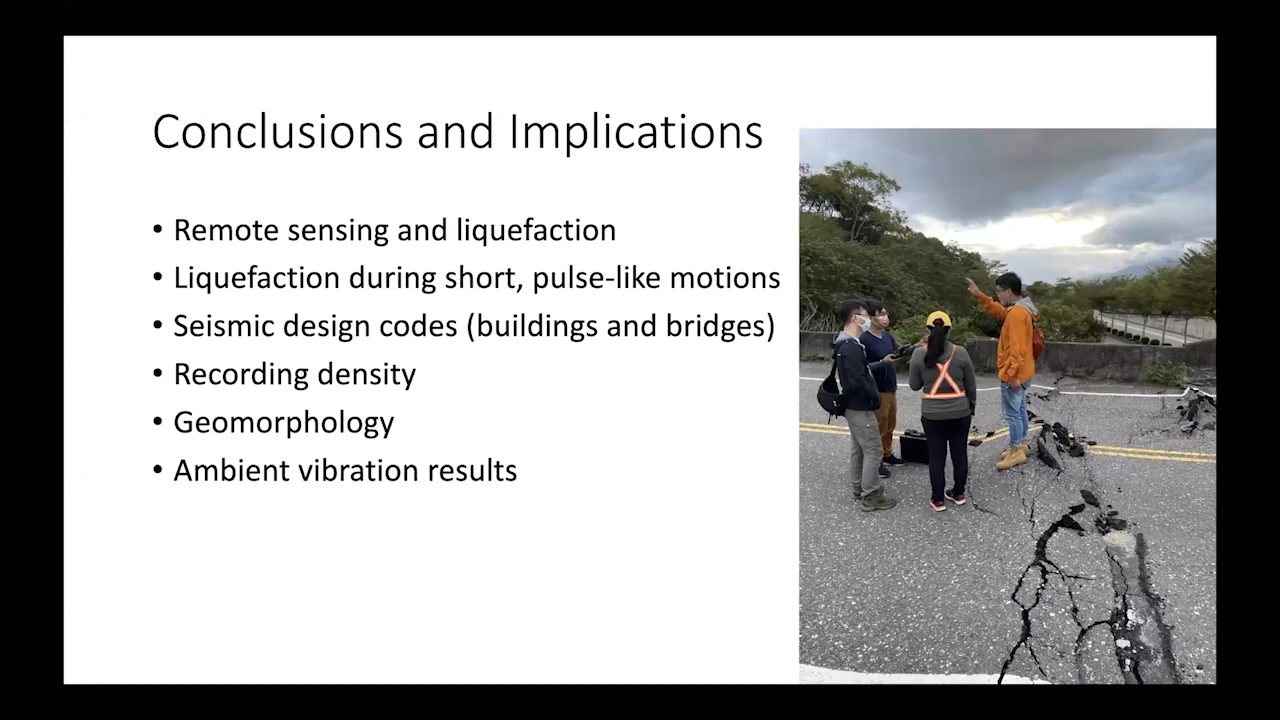 Conclusions and Implications
• Remote sensing and liquefaction
• Liquefaction during short, pulse-like motions
• Seismic design codes (buildings and bridges)
• Recording density
• Geomorphology
• Ambient vibration results